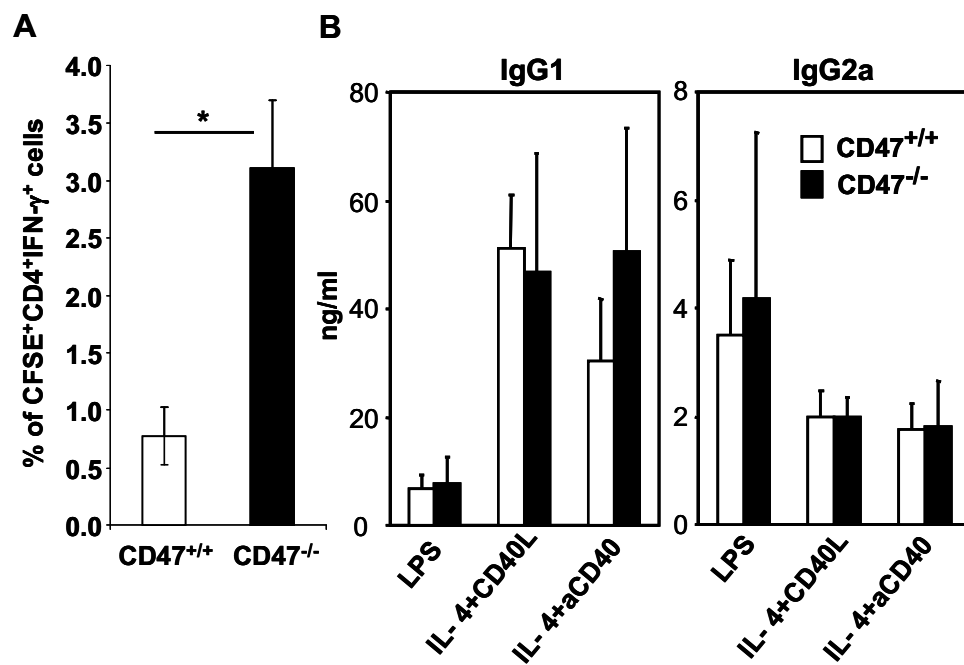 A
% of CFSE⁺CD4⁺IFN-γ⁺ cells
4.0
3.5
3.0
2.5
2.0
1.5
1.0
0.5
0.0
*
CD47⁺/⁺
CD47⁻/⁻
B
IgG1
ng/ml
80
60
40
20
0
LPS
IL- 4+CD40L
IL- 4+aCD40
IgG2a
8
6
4
2
0
CD47⁺/⁺
CD47⁻/⁻
LPS
IL- 4+CD40L
IL- 4+aCD40